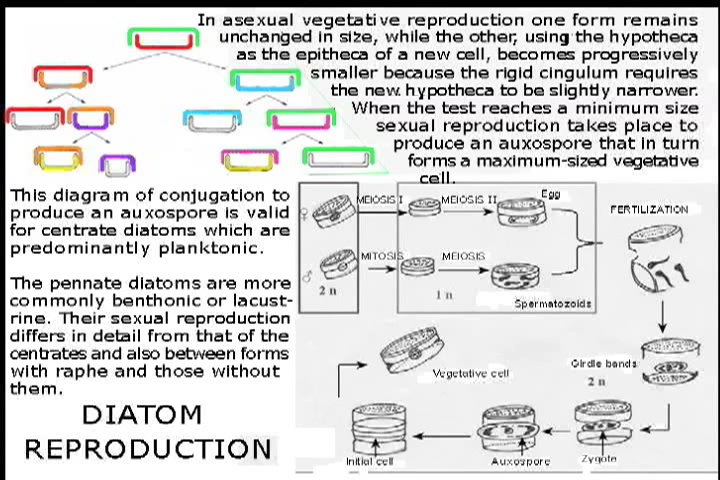 In asexual vegetative reproduction one form remains
unchanged in size, while the other, using the hypotheca
as the epitheca of a new cell, becomes progressively
smaller because the rigid cingulum requires
the new hypotheca to be slightly narrower.
When the test reaches a minimum size
sexual reproduction takes place to
produce an auxospore that in turn
forms a maximum-sized vegetative
cell.
This diagram of conjugation to
produce an auxospore is valid
for centrate diatoms which are
predominantly planktonic.
The pennate diatoms are more
commonly benthonic or lacust-
rine. Their sexual reproduction
differs in detail from that of the
centrates and also between forms
with raphe and those without
them.
DIATOM
REPRODUCTION
♀
MEIOSIS I
MEIOSIS II
Egg
FERTILIZATION
♂
MITOSIS
MEIOSIS
2 n
1 n
Spermatozoids
Girdle bands
2 n
Vegetative cell
Initial cell
Auxospore
Zygote